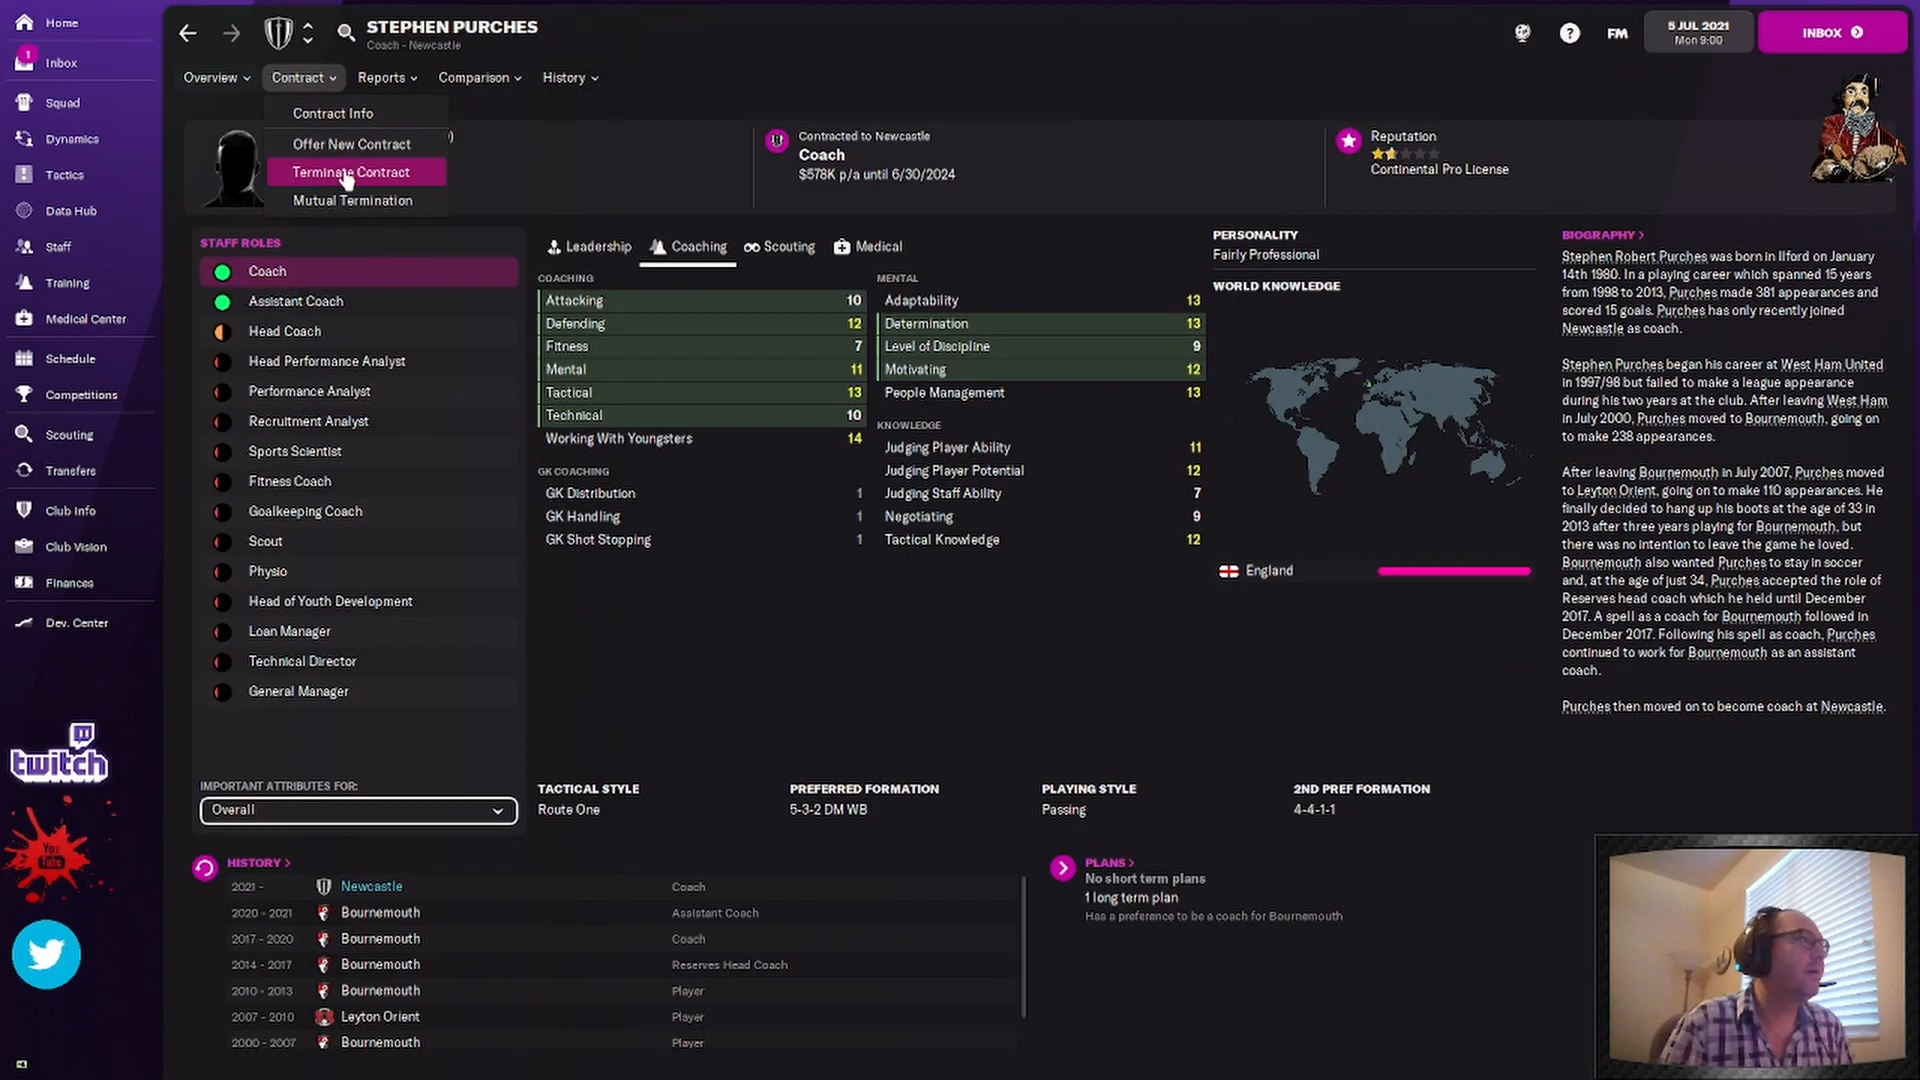 Home
STEPHEN PURCHES
Coach - Newcastle
FM
5 JUL 2021
Mon 9:00
INBOX
1
Inbox
Overview
Contract
Reports
Comparison
History
Squad
Contract Info
Dynamics
Offer New Contract
)
Terminate Contract
Mutual Termination
Contracted to Newcastle
Coach
$578K p/a until 6/30/2024
Reputation
Continental Pro License
Tactics
Data Hub
Staff
Training
Medical Center
Schedule
Competitions
Scouting
Transfers
Club Info
Club Vision
Finances
Dev. Center
twitch
You
Tube
STAFF ROLES
Coach
Assistant Coach
Head Coach
Head Performance Analyst
Performance Analyst
Recruitment Analyst
Sports Scientist
Fitness Coach
Goalkeeping Coach
Scout
Physio
Head of Youth Development
Loan Manager
Technical Director
General Manager
IMPORTANT ATTRIBUTES FOR:
Overall
Leadership
Coaching
Scouting
Medical
COACHING
Attacking 10
Defending 12
Fitness 7
Mental 11
Tactical 13
Technical 10
Working With Youngsters 14
GK COACHING
GK Distribution 1
GK Handling 1
GK Shot Stopping 1
MENTAL
Adaptability 13
Determination 13
Level of Discipline 9
Motivating 12
People Management 13
KNOWLEDGE
Judging Player Ability 11
Judging Player Potential 12
Judging Staff Ability 7
Negotiating 9
Tactical Knowledge 12
PERSONALITY
Fairly Professional
WORLD KNOWLEDGE
England
BIOGRAPHY >
Stephen Robert Purches was born in Ilford on January
14th 1980. In a playing career which spanned 15 years
from 1998 to 2013, Purches made 381 appearances and
scored 15 goals. Purches has only recently joined
Newcastle as coach.
Stephen Purches began his career at West Ham United
in 1997/98 but failed to make a league appearance
during his two years at the club. After leaving West Ham
in July 2000, Purches moved to Bournemouth, going on
to make 238 appearances.
After leaving Bournemouth in July 2007, Purches moved
to Leyton Orient, going on to make 110 appearances. He
finally decided to hang up his boots at the age of 33 in
2013 after three years playing for Bournemouth, but
there was no intention to leave the game he loved.
Bournemouth also wanted Purches to stay in soccer
and, at the age of just 34, Purches accepted the role of
Reserves head coach which he held until December
2017. A spell as a coach for Bournemouth followed in
December 2017. Following his spell as coach, Purches
continued to work for Bournemouth as an assistant
coach.
Purches then moved on to become coach at Newcastle.
TACTICAL STYLE
Route One
PREFERRED FORMATION
5-3-2 DM WB
PLAYING STYLE
Passing
2ND PREF FORMATION
4-4-1-1
HISTORY >
2021 - Newcastle Coach
2020 - 2021 Bournemouth Assistant Coach
2017 - 2020 Bournemouth Coach
2014 - 2017 Bournemouth Reserves Head Coach
2010 - 2013 Bournemouth Player
2007 - 2010 Leyton Orient Player
2000 - 2007 Bournemouth Player
PLANS >
No short term plans
1 long term plan
Has a preference to be a coach for Bournemouth